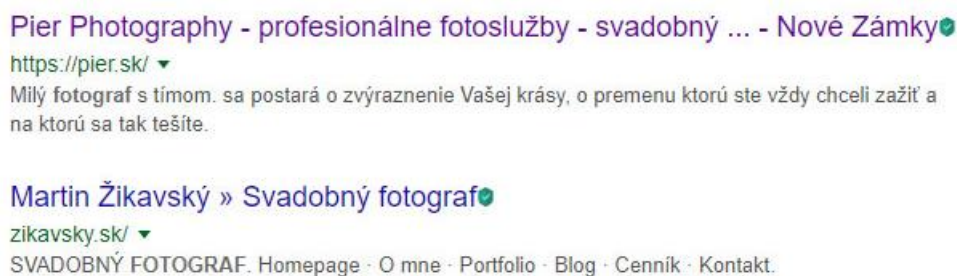 Pier Photography - profesionálne fotoslužby - svadobný ... - Nové Zámky
https://pier.sk/
Milý fotograf s tímom. sa postará o zvýraznenie Vašej krásy, o premenu ktorú ste vždy chceli zažiť a
na ktorú sa tak tešíte.
Martin Žikavský » Svadobný fotograf
zikavsky.sk/
SVADOBNÝ FOTOGRAF. Homepage · O mne · Portfolio · Blog · Cenník · Kontakt.